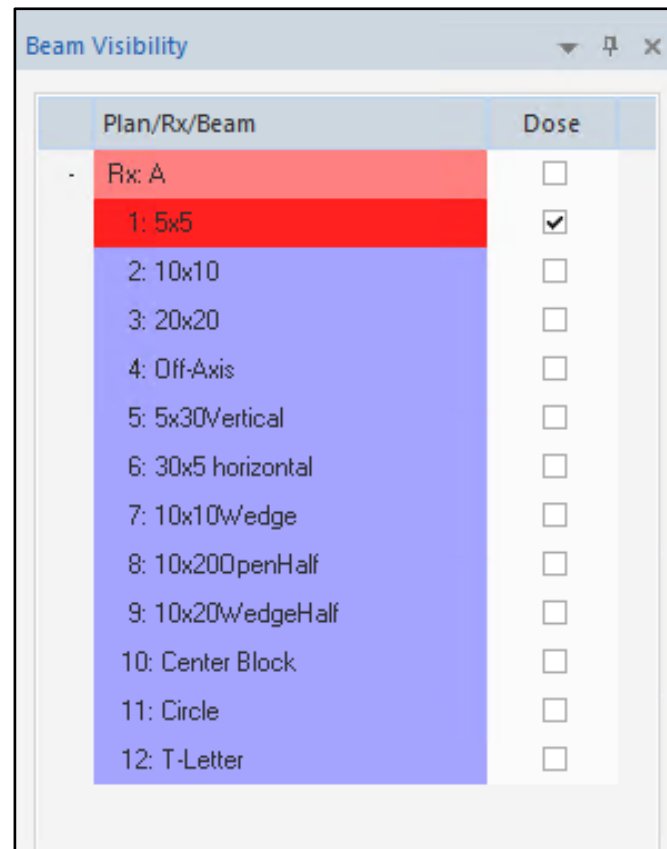 Beam Visibility
Plan/Rx/Beam Dose
- Rx: A
1: 5x5
2: 10x10
3: 20x20
4: Off-Axis
5: 5x30Vertical
6: 30x5 horizontal
7: 10x10Wedge
8: 10x20OpenHalf
9: 10x20WedgeHalf
10: Center Block
11: Circle
12: T-Letter